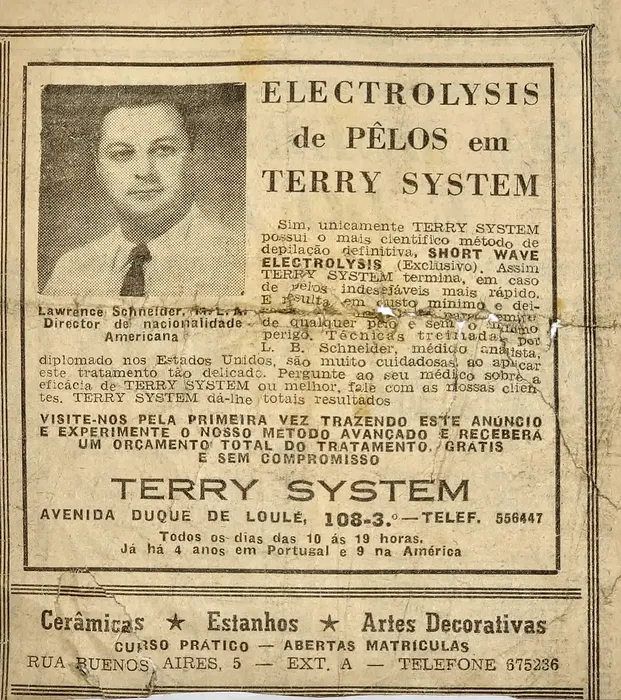 ELECTROLYSIS
de PÊLOS em
TERRY SYSTEM
Sim, unicamente TERRY SYSTEM
possui o mais científico método de
depilação definitiva, SHORT WAVE
ELECTROLYSIS (Exclusivo). Assim
TERRY SYSTEM termina, em caso
de pelos indesejáveis mais rápido.
E resulta em custo mínimo e dei-
de qualquer pêlo e sem o mínimo
perigo. Técnicas treinadas por
L. B. Schneider, médico analista,
Lawrence Schneider,
Director de nacionalidade
Americana
diplomado nos Estados Unidos, são muito cuidadosas, ao aplicar
este tratamento tão delicado. Pergunte ao seu médico sobre a
eficácia de TERRY SYSTEM ou melhor, fale com as nossas clien
tes. TERRY SYSTEM dá-lhe totais resultados
VISITE-NOS PELA PRIMEIRA VEZ TRAZENDO ESTE ANÚNCIO
E EXPERIMENTE O NOSSO MÉTODO AVANÇADO E RECEBERÁ
UM ORÇAMENTO TOTAL DO TRATAMENTO, GRATIS
E SEM COMPROMISSO
TERRY SYSTEM
AVENIDA DUQUE DE LOULÉ, 108-3.º — TELEF. 556447
Todos os dias das 10 às 19 horas.
Já há 4 anos em Portugal e 9 na América
Cerâmicas ★ Estanhos ★ Artes Decorativas
CURSO PRÁTICO — ABERTAS MATRÍCULAS
RUA BUENOS AIRES, 5 — EXT. A — TELEFONE 675236